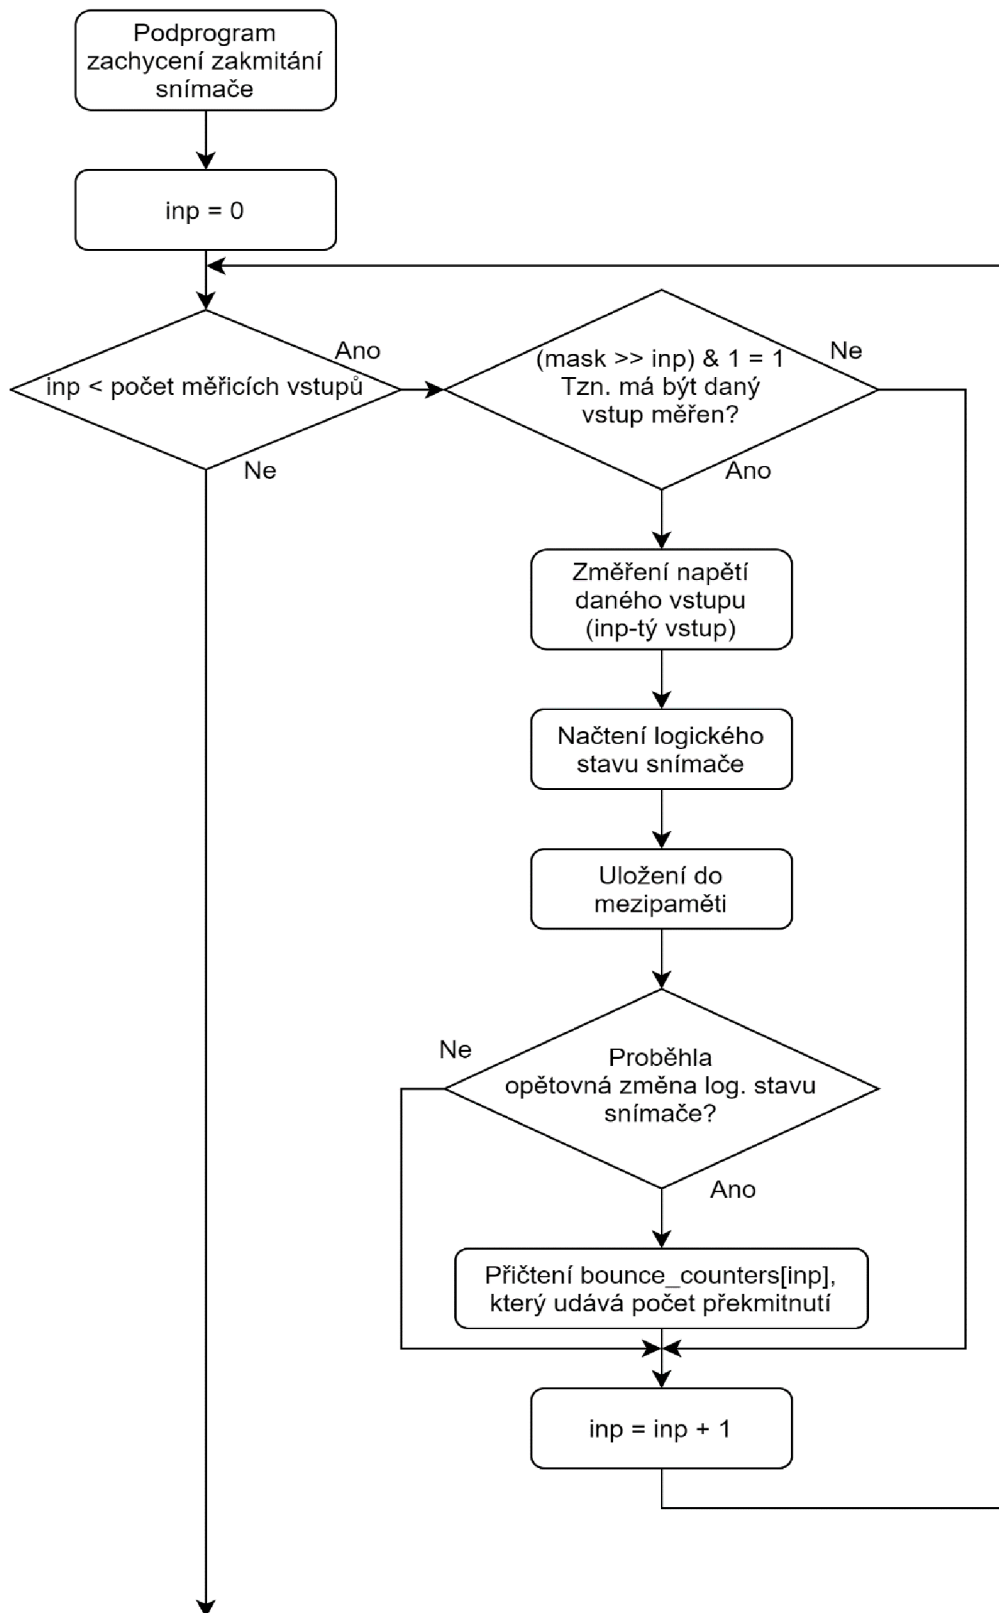 Podprogram
zachycení zakmitání
snímače
inp = 0
inp < počet měřicích vstupů
Ano
Ne
(mask >> inp) & 1 = 1
Tzn. má být daný
vstup měřen?
Ne
Ano
Změření napětí
daného vstupu
(inp-tý vstup)
Načtení logického
stavu snímače
Uložení do
mezipaměti
Proběhla
opětovná změna log. stavu
snímače?
Ne
Ano
Přičtení bounce_counters[inp],
který udává počet překmitnutí
inp = inp + 1